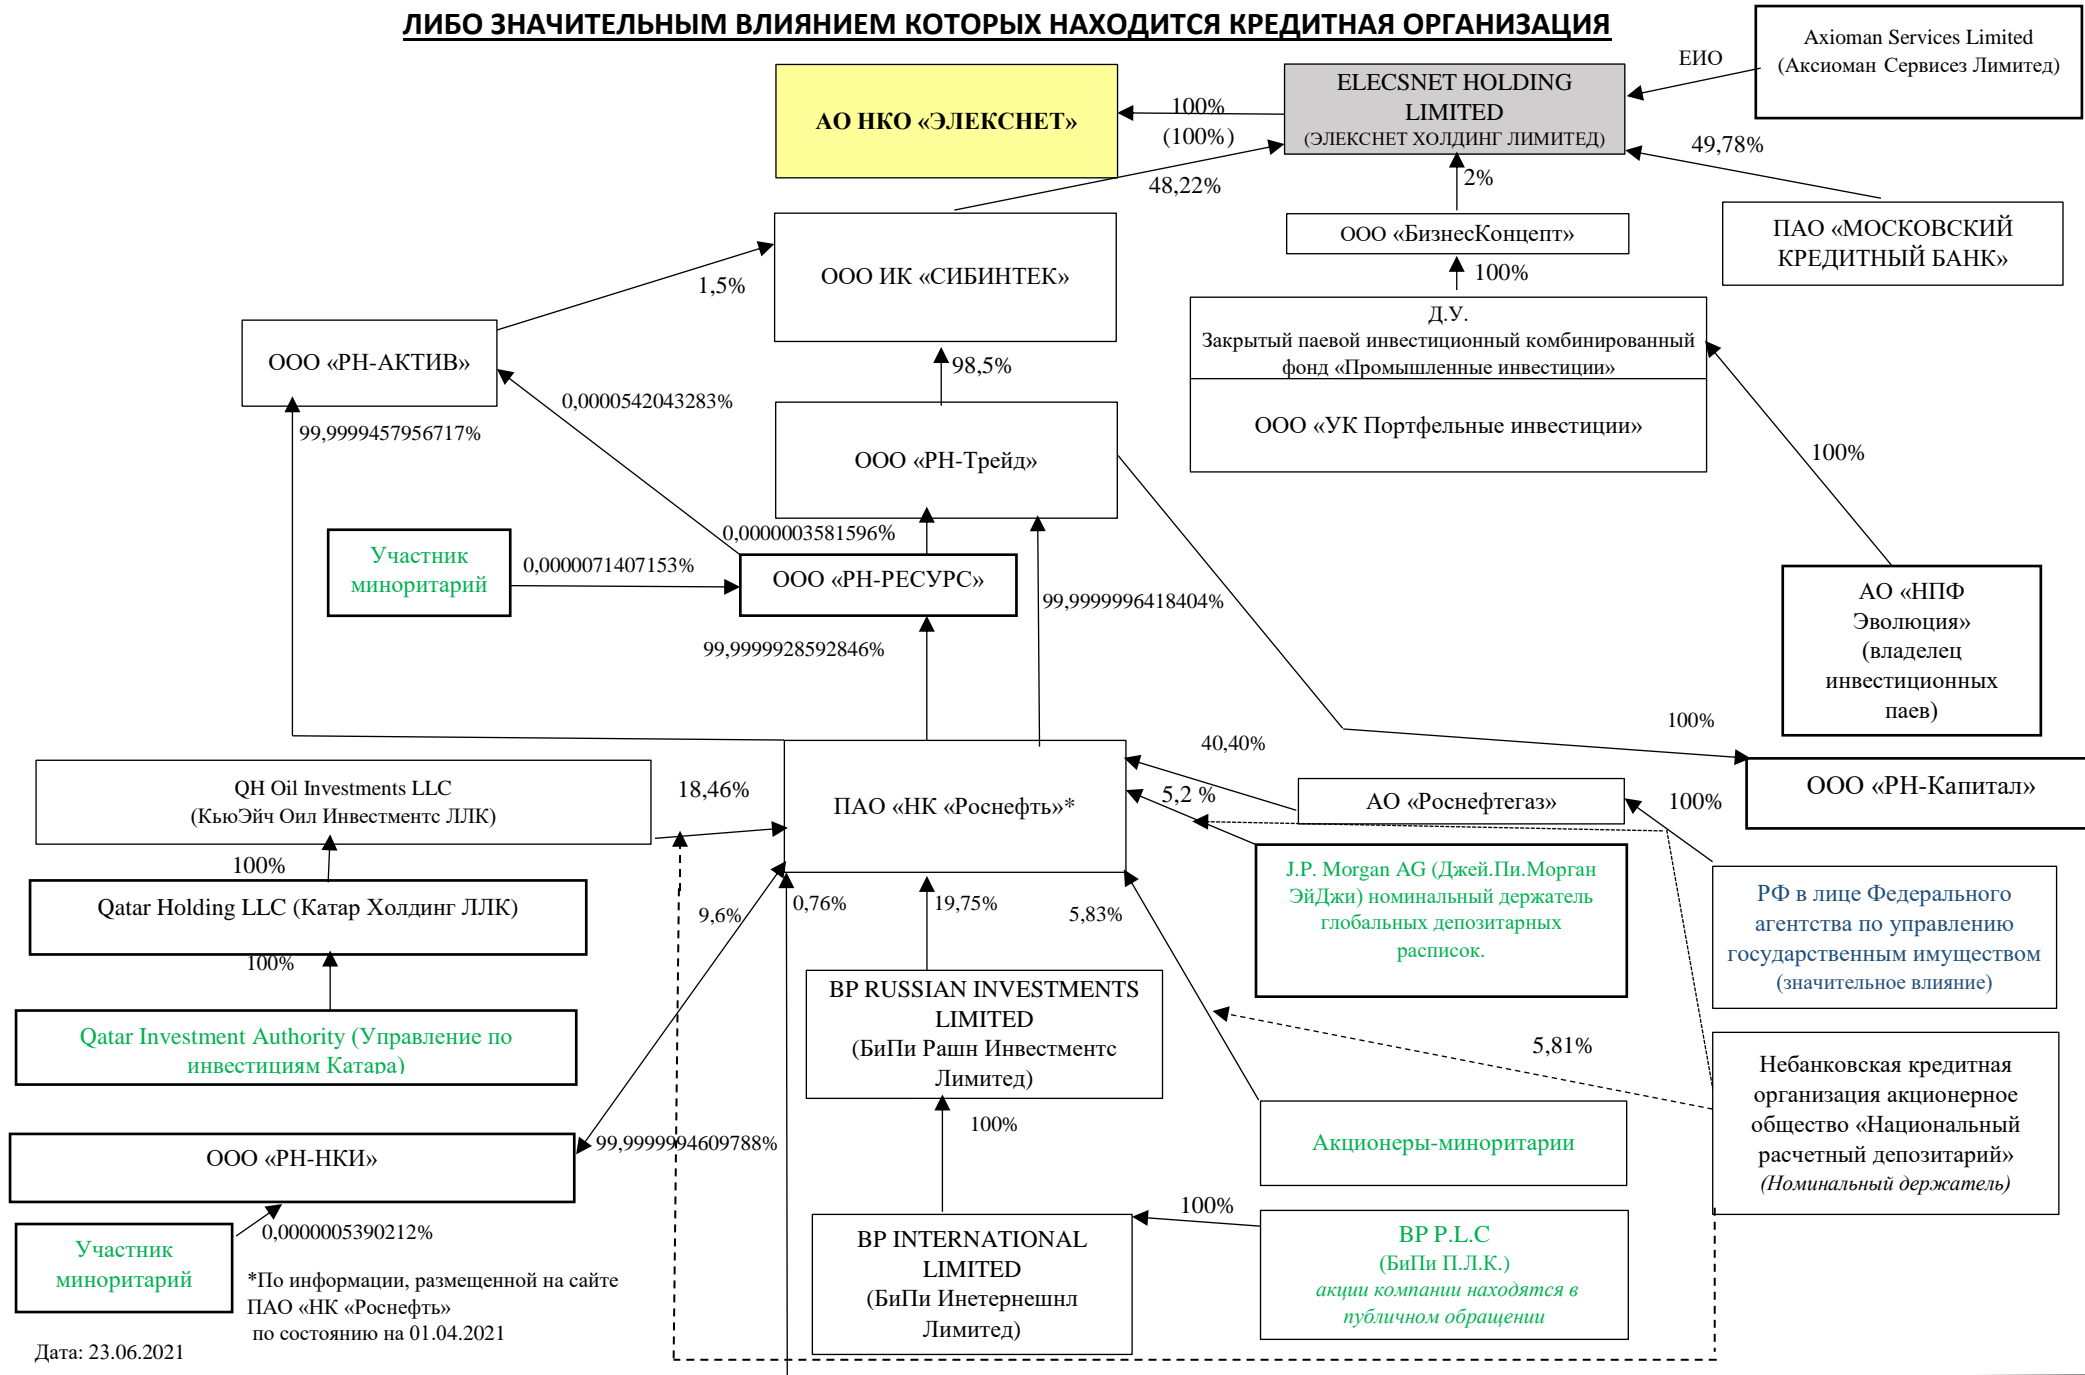 ЛИБО ЗНАЧИТЕЛЬНЫМ ВЛИЯНИЕМ КОТОРЫХ НАХОДИТСЯ КРЕДИТНАЯ ОРГАНИЗАЦИЯ
Axioman Services Limited
(Аксиоман Сервисез Лимитед)
ЕИО
ELECSNET HOLDING
LIMITED
(ЭЛЕКСНЕТ ХОЛДИНГ ЛИМИТЕД)
АО НКО «ЭЛЕКСНЕТ»
100%
(100%)
48,22%
2%
49,78%
ООО «БизнесКонцепт»
ПАО «МОСКОВСКИЙ
КРЕДИТНЫЙ БАНК»
ООО ИК «СИБИНТЕК»
1,5%
100%
Д.У.
Закрытый паевой инвестиционный комбинированный
фонд «Промышленные инвестиции»
ООО «УК Портфельные инвестиции»
ООО «РН-АКТИВ»
98,5%
0,0000542043283%
99,9999457956717%
ООО «РН-Трейд»
100%
0,0000003581596%
Участник
миноритарий
0,0000071407153%
ООО «РН-РЕСУРС»
99,9999996418404%
АО «НПФ
Эволюция»
(владелец
инвестиционных
паев)
99,9999928592846%
100%
40,40%
QH Oil Investments LLC
(КьюЭйч Оил Инвестментс ЛЛК)
18,46%
ПАО «НК «Роснефть»*
5,2 %
АО «Роснефтегаз»
100%
ООО «РН-Капитал»
100%
Qatar Holding LLC (Катар Холдинг ЛЛК)
9,6%
0,76%
19,75%
5,83%
J.P. Morgan AG (Джей.Пи.Морган
ЭйДжи) номинальный держатель
глобальных депозитарных
расписок.
РФ в лице Федерального
агентства по управлению
государственным имуществом
(значительное влияние)
100%
Qatar Investment Authority (Управление по
инвестициям Катара)
BP RUSSIAN INVESTMENTS
LIMITED
(БиПи Рашн Инвестментс
Лимитед)
5,81%
Небанковская кредитная
организация акционерное
общество «Национальный
расчетный депозитарий»
(Номинальный держатель)
100%
Акционеры-миноритарии
ООО «РН-НКИ»
99,9999994609788%
Участник
миноритарий
0,0000005390212%
100%
BP INTERNATIONAL
LIMITED
(БиПи Инетернешнл
Лимитед)
BP P.L.C
(БиПи П.Л.К.)
акции компании находятся в
публичном обращении
*По информации, размещенной на сайте
ПАО «НК «Роснефть»
по состоянию на 01.04.2021
Дата: 23.06.2021